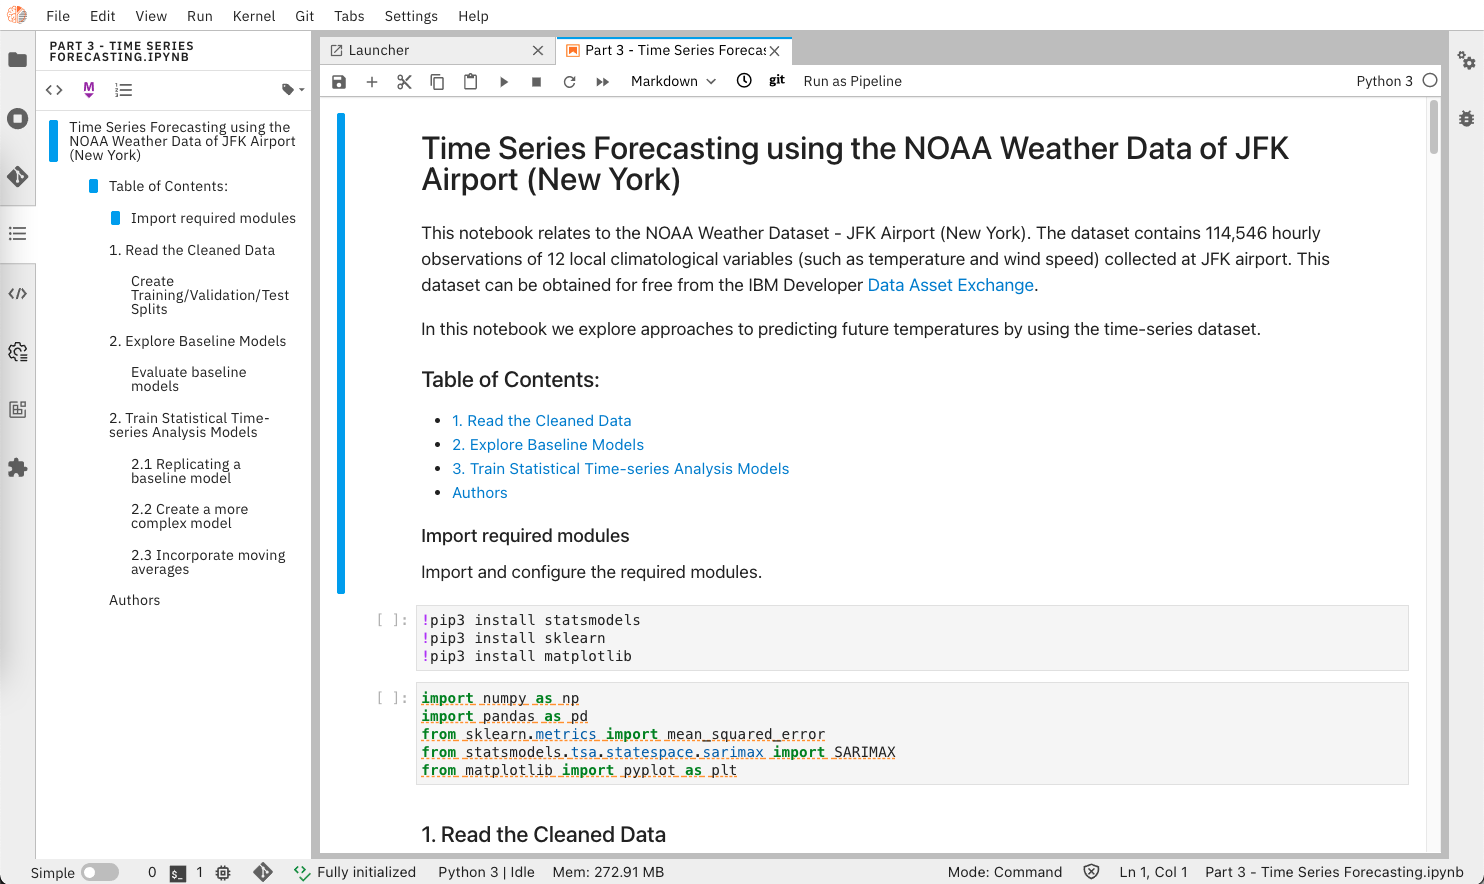 File Edit View Run Kernel Git Tabs Settings Help
PART 3 - TIME SERIES
FORECASTING.IPYNB
M
Time Series Forecasting using the
NOAA Weather Data of JFK Airport
(New York)
Table of Contents:
Import required modules
1. Read the Cleaned Data
Create
Training/Validation/Test
Splits
2. Explore Baseline Models
Evaluate baseline
models
2. Train Statistical Time-
series Analysis Models
2.1 Replicating a
baseline model
2.2 Create a more
complex model
2.3 Incorporate moving
averages
Authors
Launcher
Part 3 - Time Series Forecas
Markdown
git
Run as Pipeline
Python 3
Time Series Forecasting using the NOAA Weather Data of JFK
Airport (New York)
This notebook relates to the NOAA Weather Dataset - JFK Airport (New York). The dataset contains 114,546 hourly
observations of 12 local climatological variables (such as temperature and wind speed) collected at JFK airport. This
dataset can be obtained for free from the IBM Developer Data Asset Exchange.
In this notebook we explore approaches to predicting future temperatures by using the time-series dataset.
Table of Contents:
• 1. Read the Cleaned Data
• 2. Explore Baseline Models
• 3. Train Statistical Time-series Analysis Models
• Authors
Import required modules
Import and configure the required modules.
[ ]:
!pip3 install statsmodels
!pip3 install sklearn
!pip3 install matplotlib
[ ]:
import numpy as np
import pandas as pd
from sklearn.metrics import mean_squared_error
from statsmodels.tsa.statespace.sarimax import SARIMAX
from matplotlib import pyplot as plt
1. Read the Cleaned Data
Simple 0 $_ 1 Fully initialized Python 3 | Idle Mem: 272.91 MB Mode: Command Ln 1, Col 1 Part 3 - Time Series Forecasting.ipynb